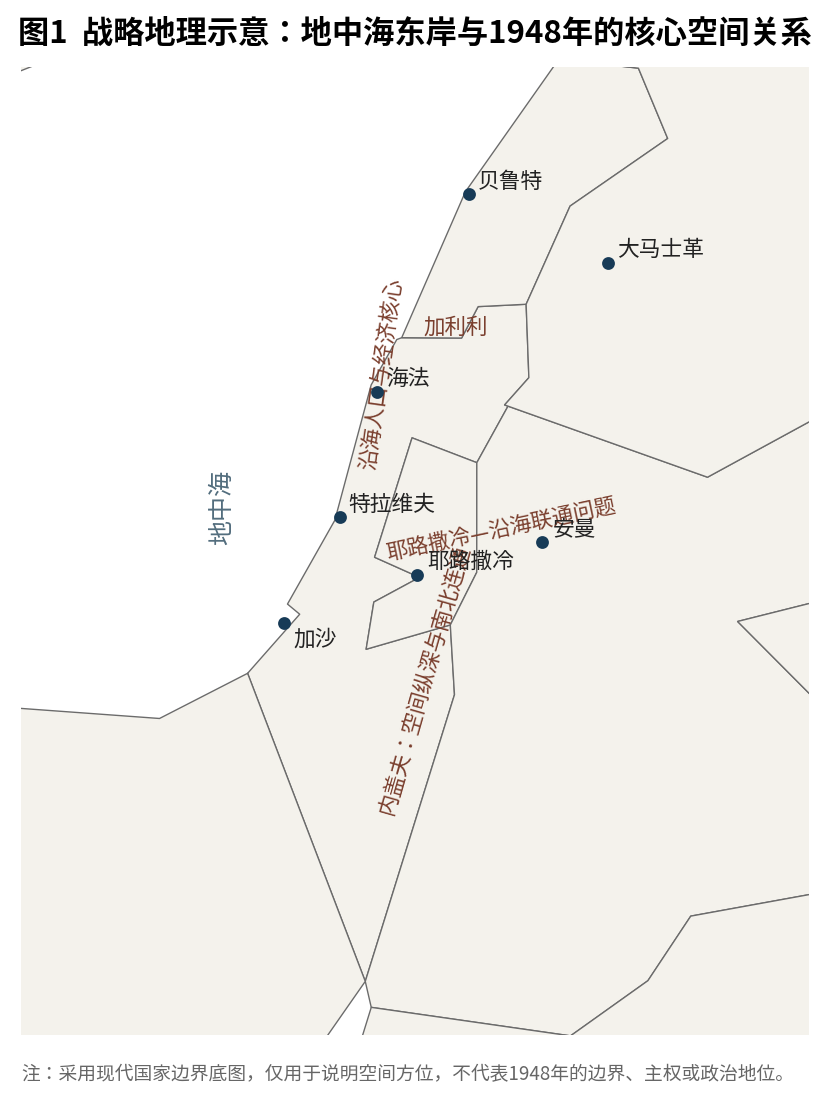 图1 战略地理示意：地中海东岸与1948年的核心空间关系
贝鲁特
大马士革
沿海人口与经济核心
加利利
海法
地中海
特拉维夫
耶路撒冷—沿海联通问题
安曼
耶路撒冷
加沙
内盖夫：空间纵深与南北连接
注：采用现代国家边界底图，仅用于说明空间方位，不代表1948年的边界、主权或政治地位。